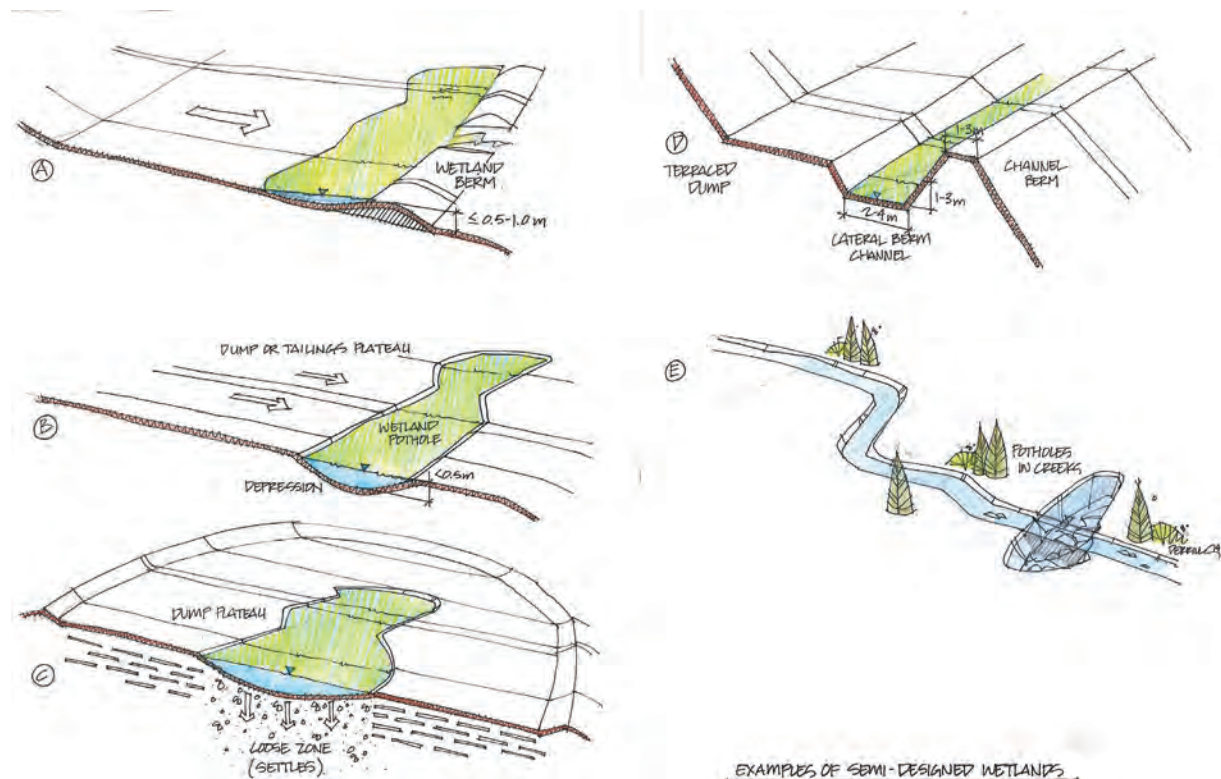 A
WETLAND
BERM
≤ 0.5-1.0 m
B
DUMP OR TAILINGS PLATEAU
WETLAND
POTHOLE
DEPRESSION
<0.5m
C
DUMP PLATEAU
LOOSE ZONE
(SETTLES)
D
TERRACED
DUMP
1-3m
CHANNEL
BERM
1-3m
2-4m
LATERAL BERM
CHANNEL
E
POTHOLES
IN CREEKS
EXAMPLES OF SEMI-DESIGNED WETLANDS